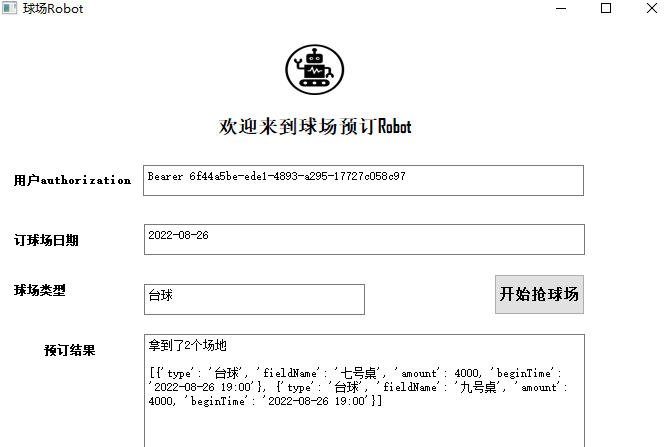 球场Robot
欢迎来到球场预订Robot
用户authorization
Bearer 6f44a5be-ede1-4893-a295-17727c058c97
订球场日期
2022-08-26
球场类型
台球
开始抢球场
预订结果
拿到了2个场地
[{'type': '台球', 'fieldName': '七号桌', 'amount': 4000, 'beginTime':
'2022-08-26 19:00'}, {'type': '台球', 'fieldName': '九号桌', 'amount':
4000, 'beginTime': '2022-08-26 19:00'}]